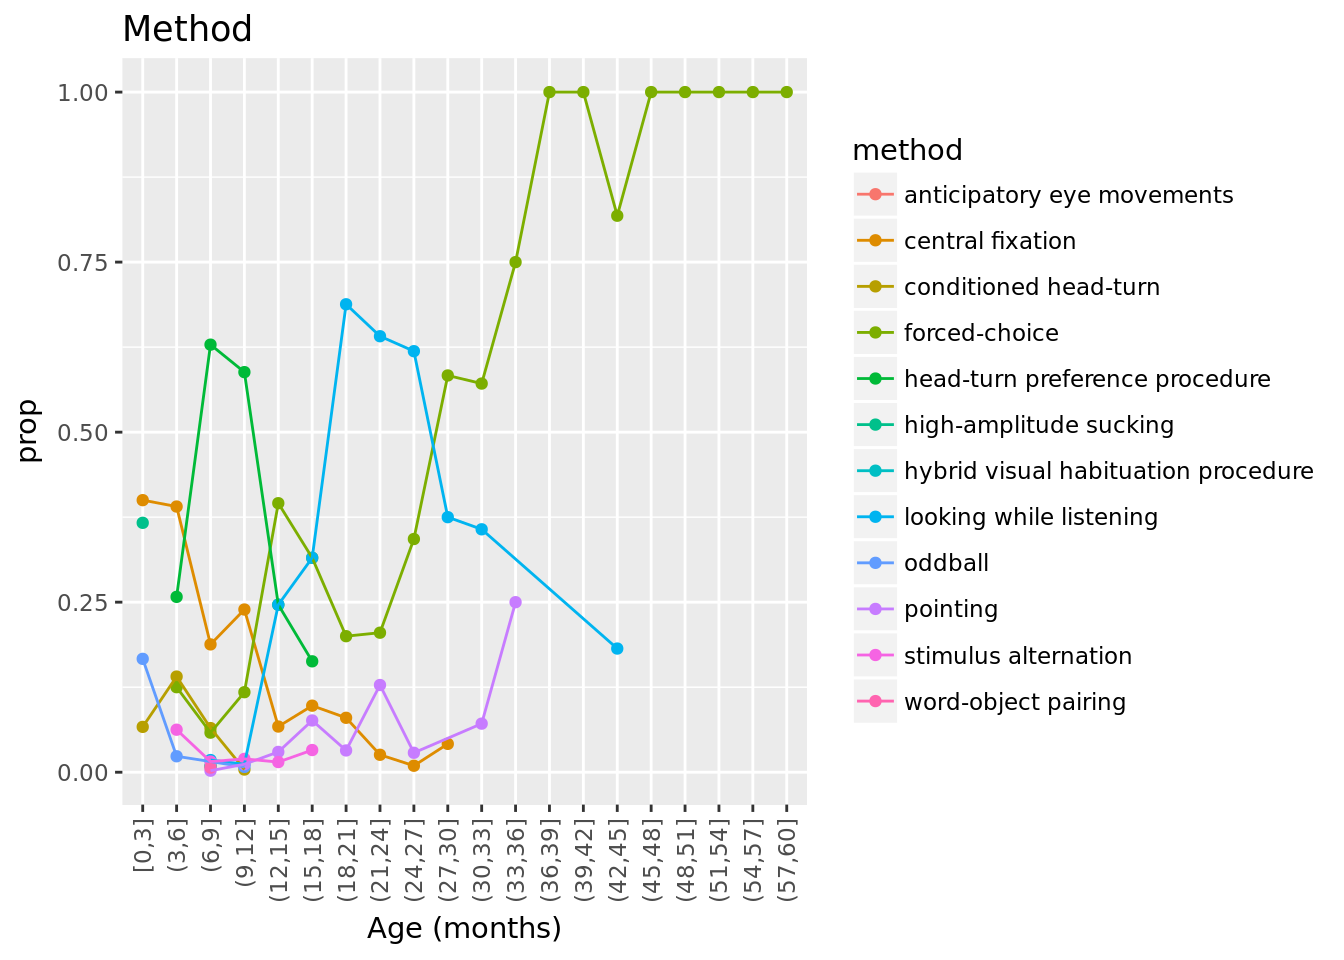 Method
1.00
0.75
0.50
0.25
0.00
prop
[0,3]
(3,6]
(6,9]
(9,12]
(12,15]
(15,18]
(18,21]
(21,24]
(24,27]
(27,30]
(30,33]
(33,36]
(36,39]
(39,42]
(42,45]
(45,48]
(48,51]
(51,54]
(54,57]
(57,60]
Age (months)
method
anticipatory eye movements
central fixation
conditioned head-turn
forced-choice
head-turn preference procedure
high-amplitude sucking
hybrid visual habituation procedure
looking while listening
oddball
pointing
stimulus alternation
word-object pairing